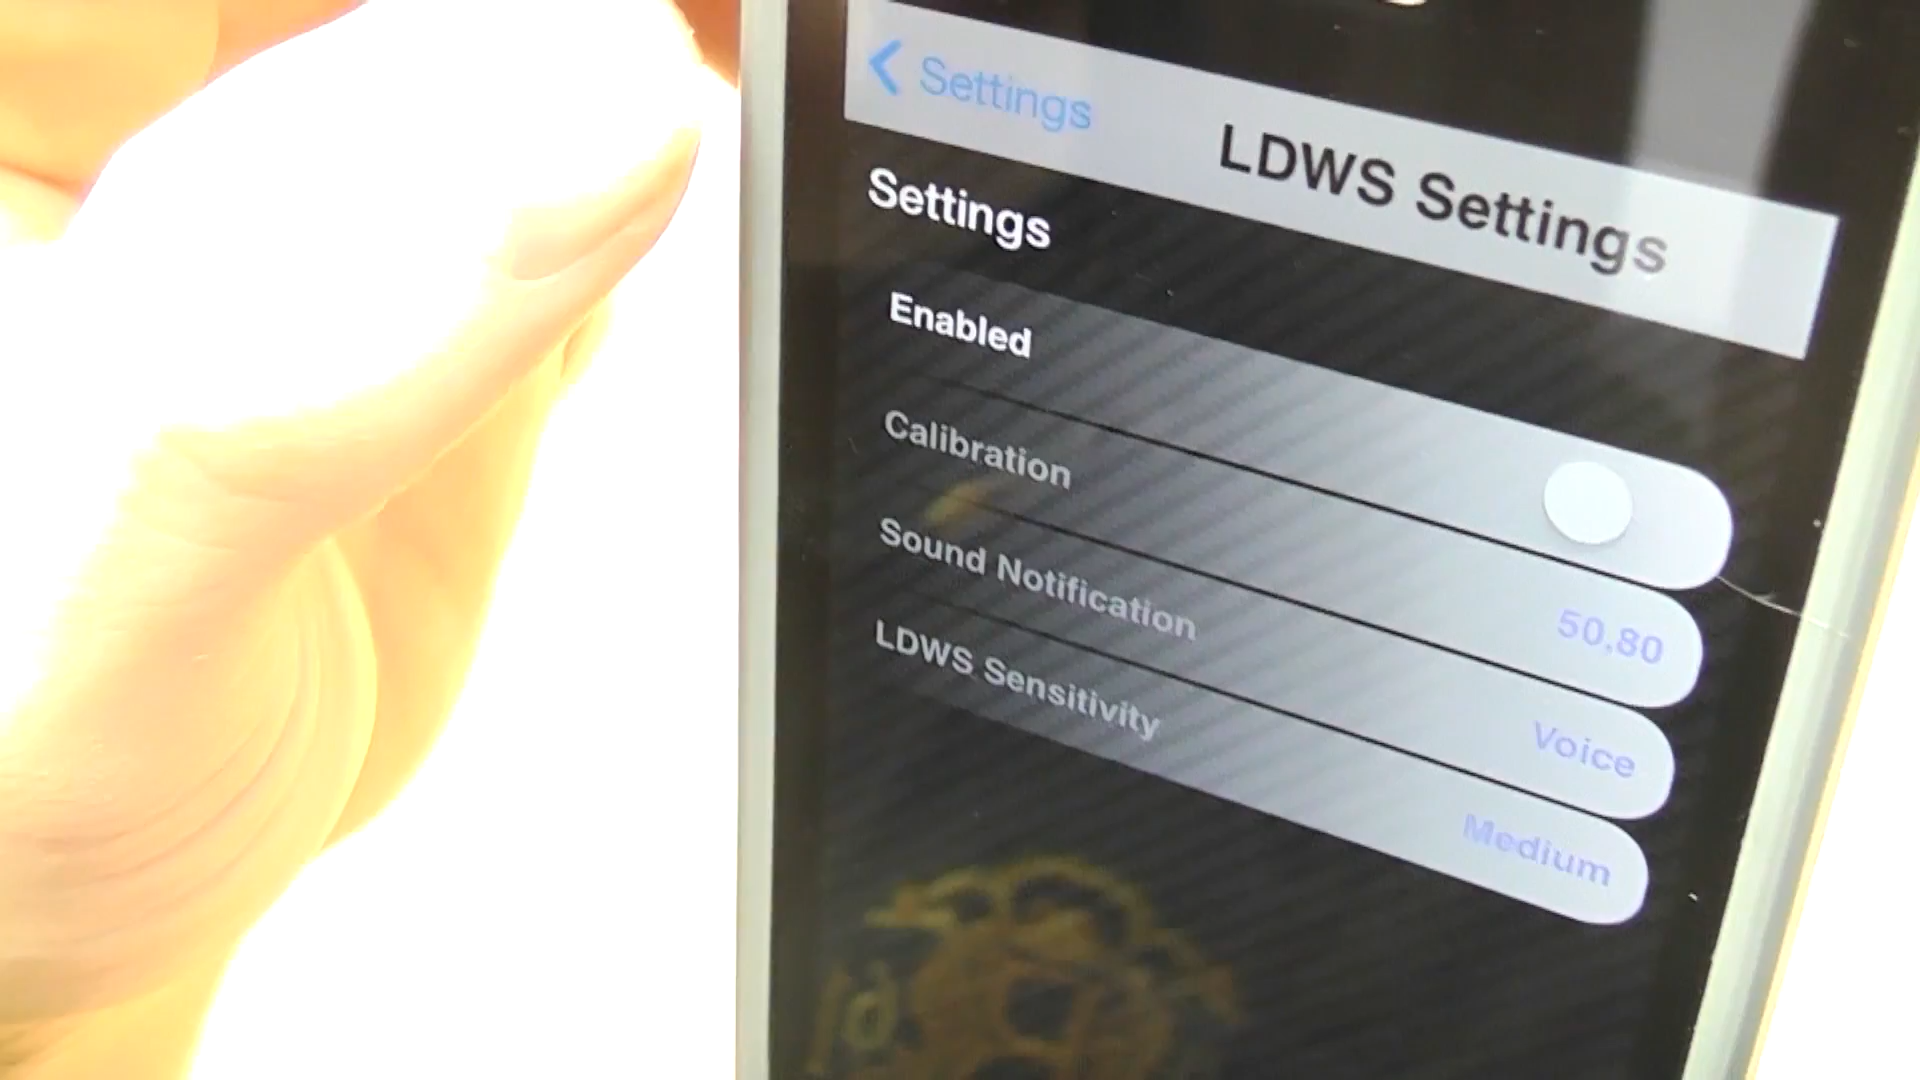 Settings
LDWS Settings
Settings
Enabled
Calibration
50,80
Sound Notification
Voice
LDWS Sensitivity
Medium